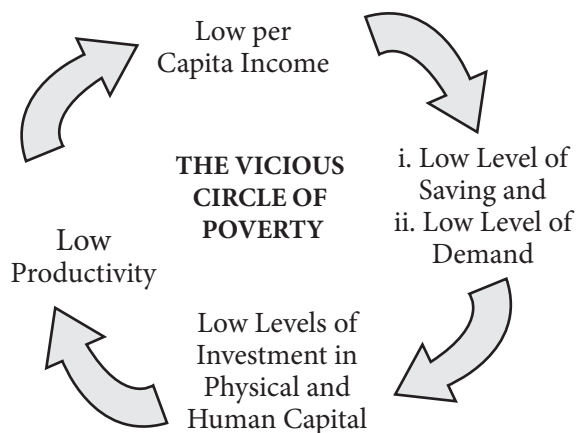 Low per
Capita Income
i. Low Level of
Saving and
ii. Low Level of
Demand
THE VICIOUS
CIRCLE OF
POVERTY
Low
Productivity
Low Levels of
Investment in
Physical and
Human Capital